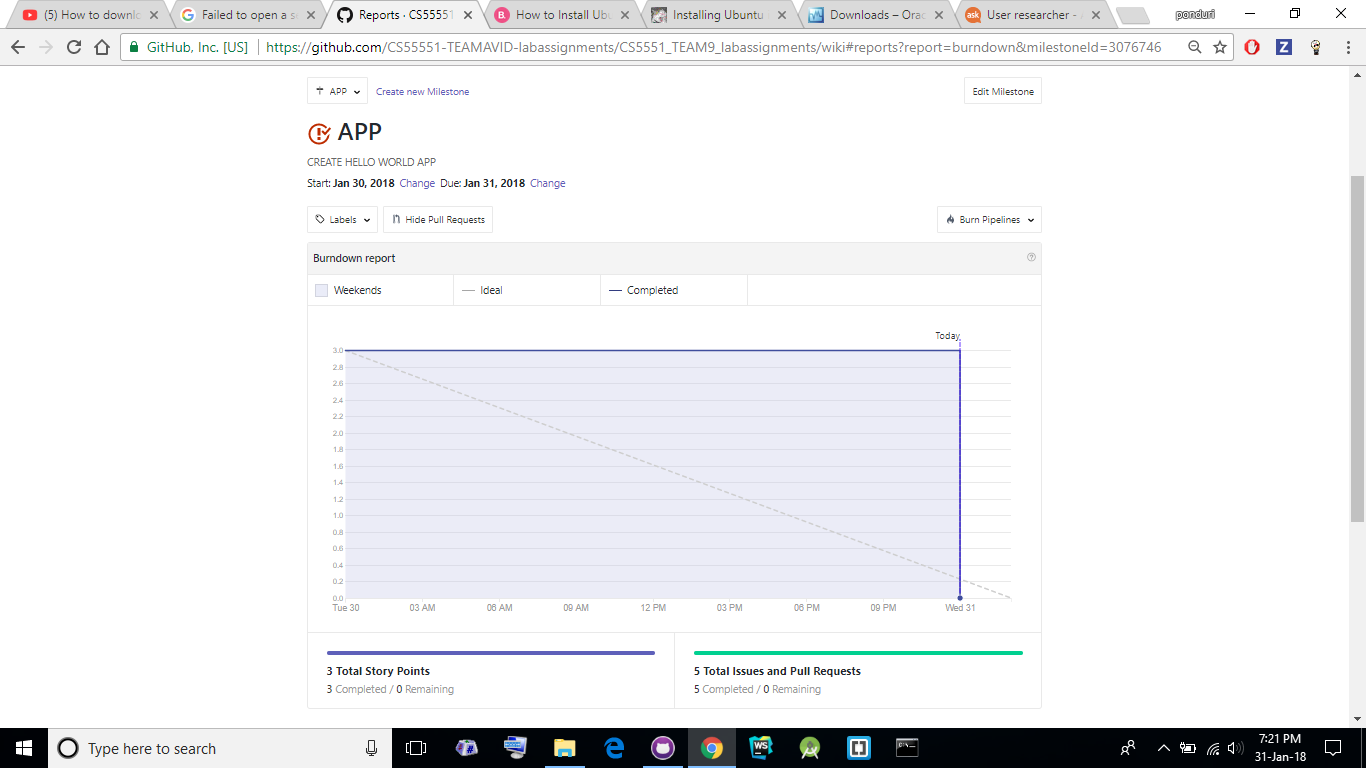 (5) How to downlo
Failed to open a se
Reports · CS55551
How to Install Ubu
Installing Ubuntu
Downloads – Orac
User researcher - A
ponduri
GitHub, Inc. [US] https://github.com/CS55551-TEAMAVID-labassignments/CS5551_TEAM9_labassignments/wiki#reports?report=burndown&milestoneId=3076746
APP Create new Milestone Edit Milestone
APP
CREATE HELLO WORLD APP
Start: Jan 30, 2018 Change Due: Jan 31, 2018 Change
Labels Hide Pull Requests Burn Pipelines
Burndown report
Weekends Ideal Completed
Today
3.0
2.8
2.6
2.4
2.2
2.0
1.8
1.6
1.4
1.2
1.0
0.8
0.6
0.4
0.2
0.0
Tue 30 03 AM 06 AM 09 AM 12 PM 03 PM 06 PM 09 PM Wed 31
3 Total Story Points
3 Completed / 0 Remaining
5 Total Issues and Pull Requests
5 Completed / 0 Remaining
Type here to search
7:21 PM
31-Jan-18